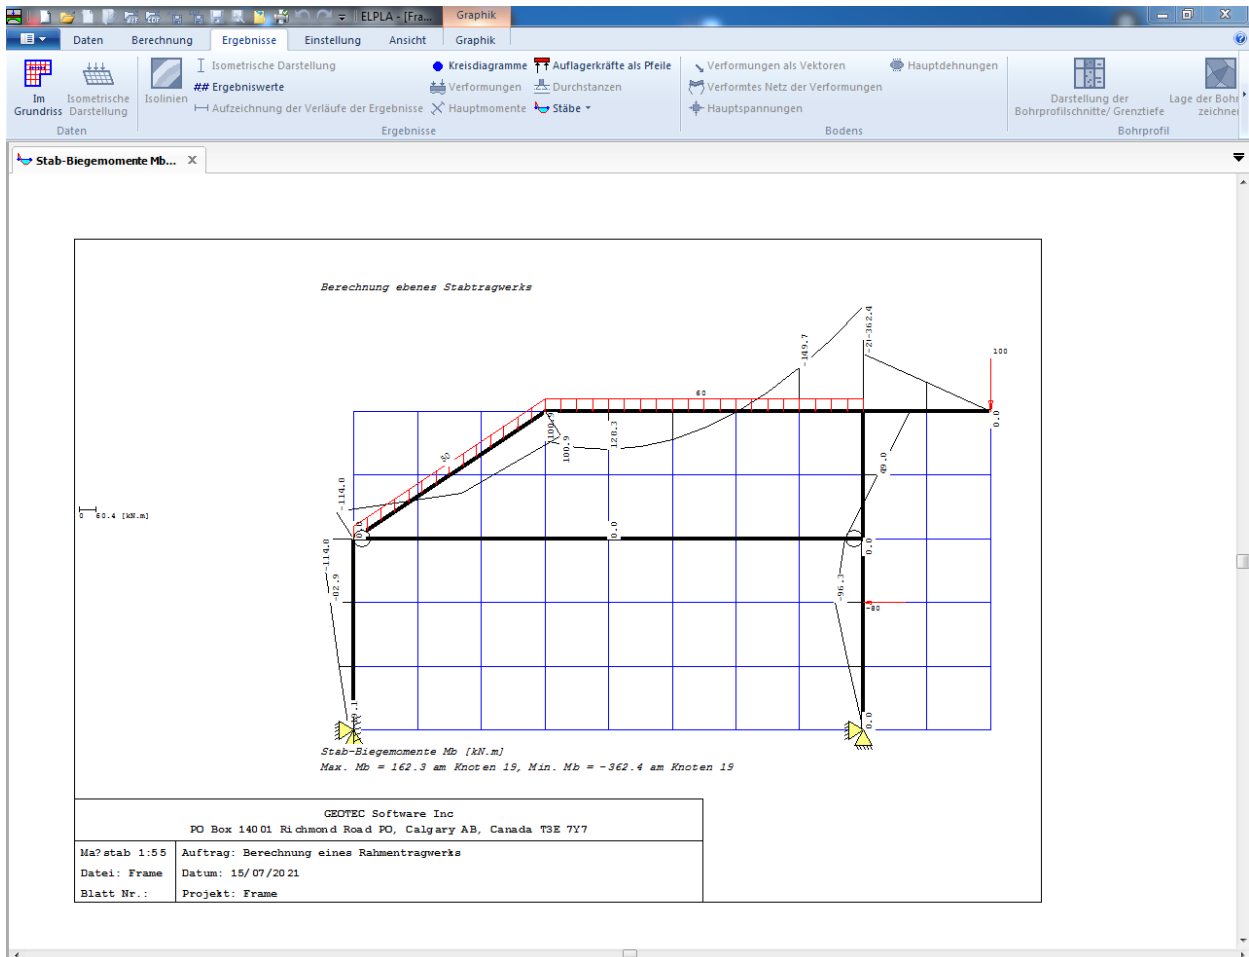 ELPLA - [Fra... Graphik
Daten Berechnung Ergebnisse Einstellung Ansicht Graphik
Im Grundriss
Isometrische Darstellung
Daten
Isolinien
Isometrische Darstellung
## Ergebniswerte
Aufzeichnung der Verläufe der Ergebnisse
Kreisdiagramme
Verformungen
Hauptmomente
Auflagerkräfte als Pfeile
Durchstanzen
Stäbe
Ergebnisse
Verformungen als Vektoren
Verformtes Netz der Verformungen
Hauptspannungen
Hauptdehnungen
Bodens
Darstellung der
Bohrprofilschnitte/ Grenztiefe
Lage der Bohr
zeichne
Bohrprofil
Stab-Biegemomente Mb... X
Berechnung ebenes Stabtragwerks
-362.4
-149.7
100
60
0.0
100.9
100.9
128.3
50
49.0
-114.8
0 60.4 [kN.m]
0.0
0.0
0.0
-114.8
-82.9
-96.3
-80
0.0
Stab-Biegemomente Mb [kN.m]
Max. Mb = 162.3 am Knoten 19, Min. Mb = -362.4 am Knoten 19
GEOTEC Software Inc
PO Box 14001 Richmond Road PO, Calgary AB, Canada T3E 7Y7
Ma?stab 1:55 Auftrag: Berechnung eines Rahmentragwerks
Datei: Frame Datum: 15/07/2021
Blatt Nr.: Projekt: Frame